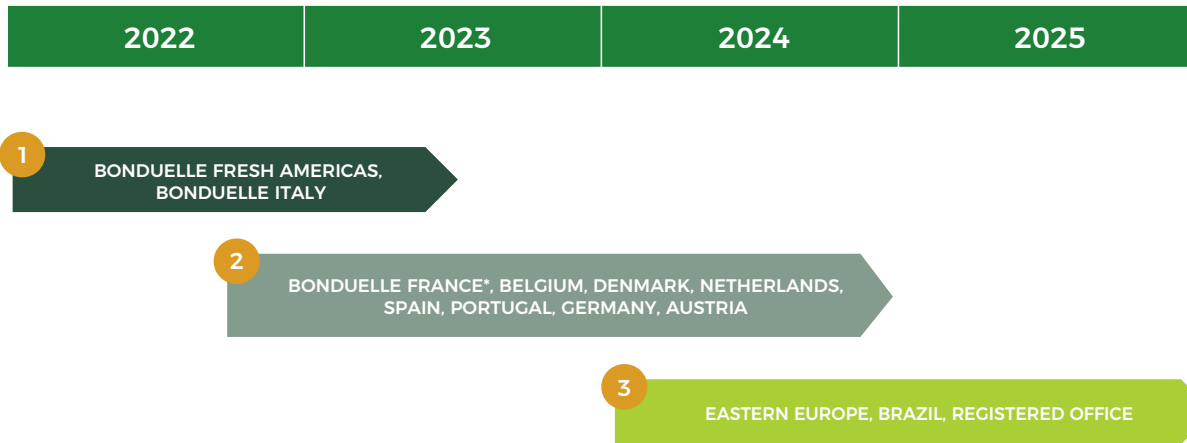 2022 2023 2024 2025
1
BONDUELLE FRESH AMERICAS,
BONDUELLE ITALY
2
BONDUELLE FRANCE*, BELGIUM, DENMARK, NETHERLANDS,
SPAIN, PORTUGAL, GERMANY, AUSTRIA
3
EASTERN EUROPE, BRAZIL, REGISTERED OFFICE